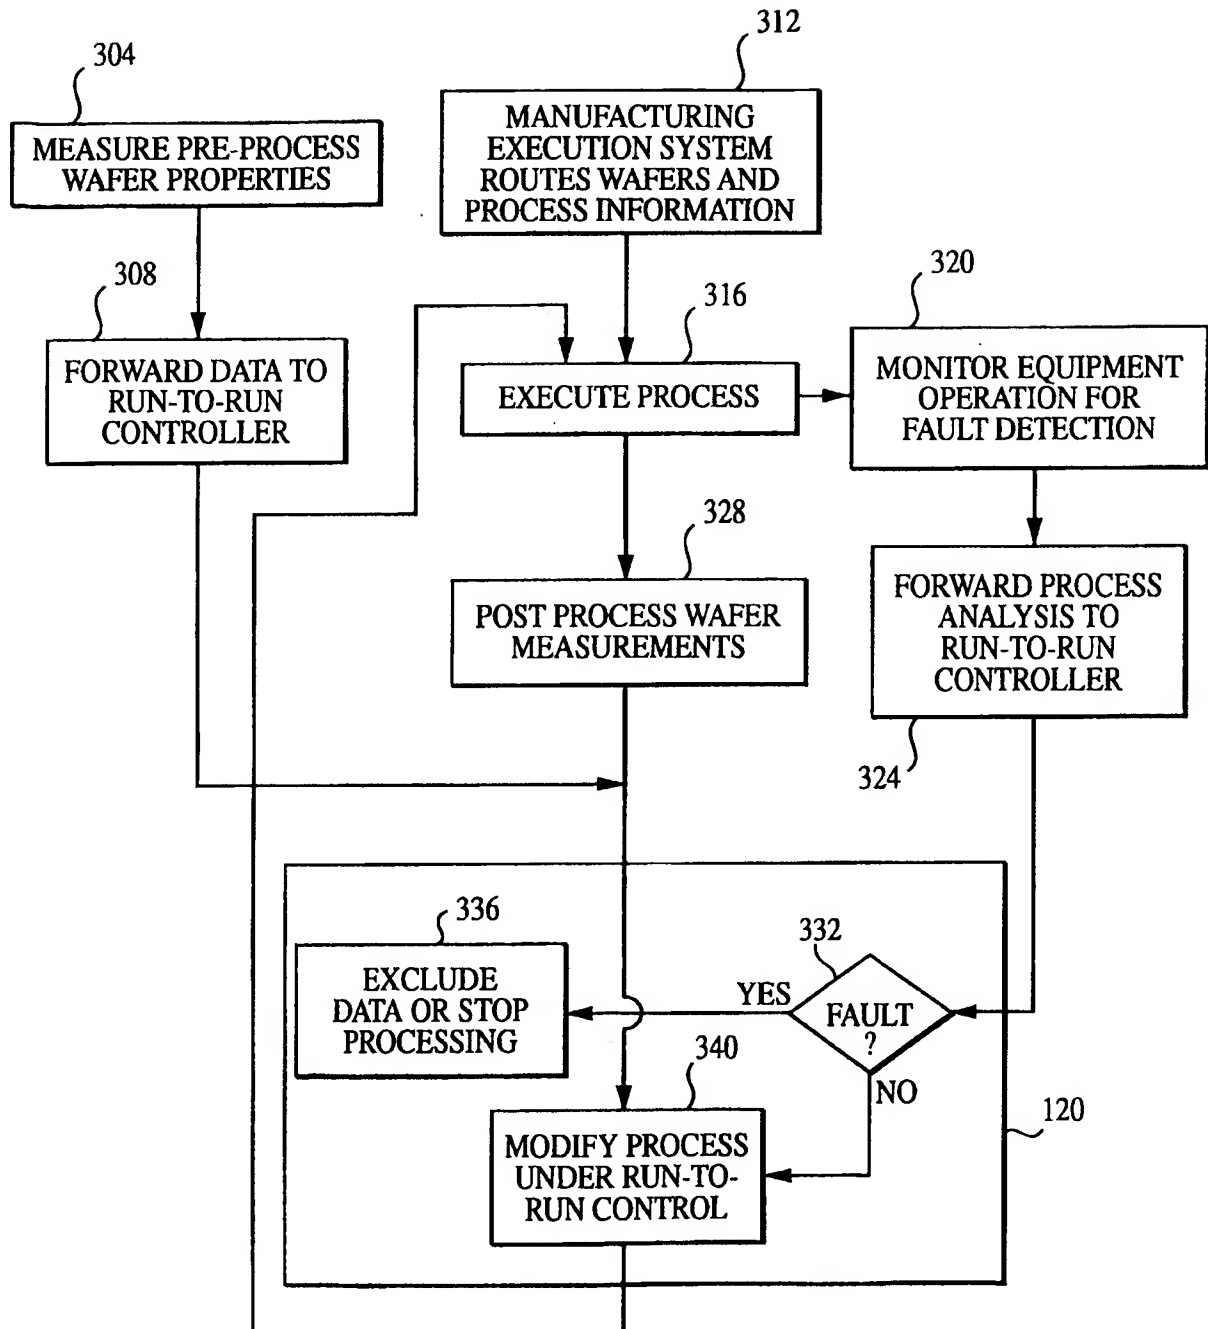 304
MEASURE PRE-PROCESS
WAFER PROPERTIES
312
MANUFACTURING
EXECUTION SYSTEM
ROUTES WAFERS AND
PROCESS INFORMATION
308
FORWARD DATA TO
RUN-TO-RUN
CONTROLLER
316
EXECUTE PROCESS
320
MONITOR EQUIPMENT
OPERATION FOR
FAULT DETECTION
328
POST PROCESS WAFER
MEASUREMENTS
FORWARD PROCESS
ANALYSIS TO
RUN-TO-RUN
CONTROLLER
324
336
EXCLUDE
DATA OR STOP
PROCESSING
332
YES
FAULT
?
NO
340
MODIFY PROCESS
UNDER RUN-TO-
RUN CONTROL
120